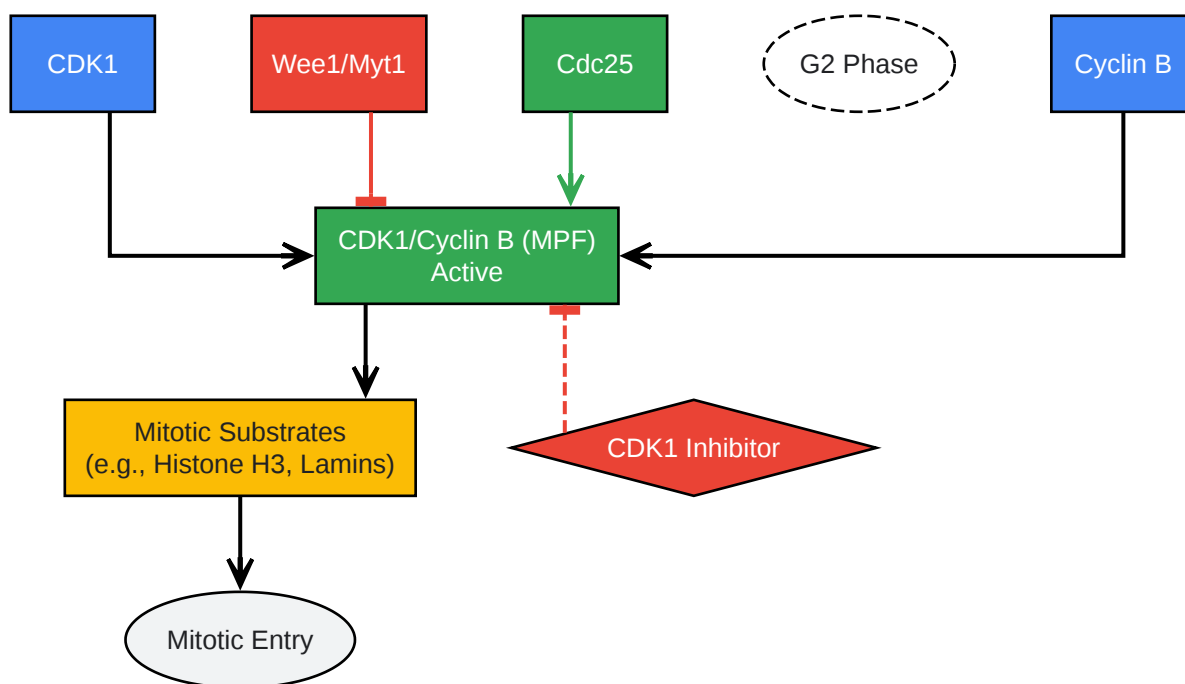 CDK1
Wee1/Myt1
Cdc25
G2 Phase
Cyclin B
CDK1/Cyclin B (MPF)
Active
Mitotic Substrates
(e.g., Histone H3, Lamins)
CDK1 Inhibitor
Mitotic Entry